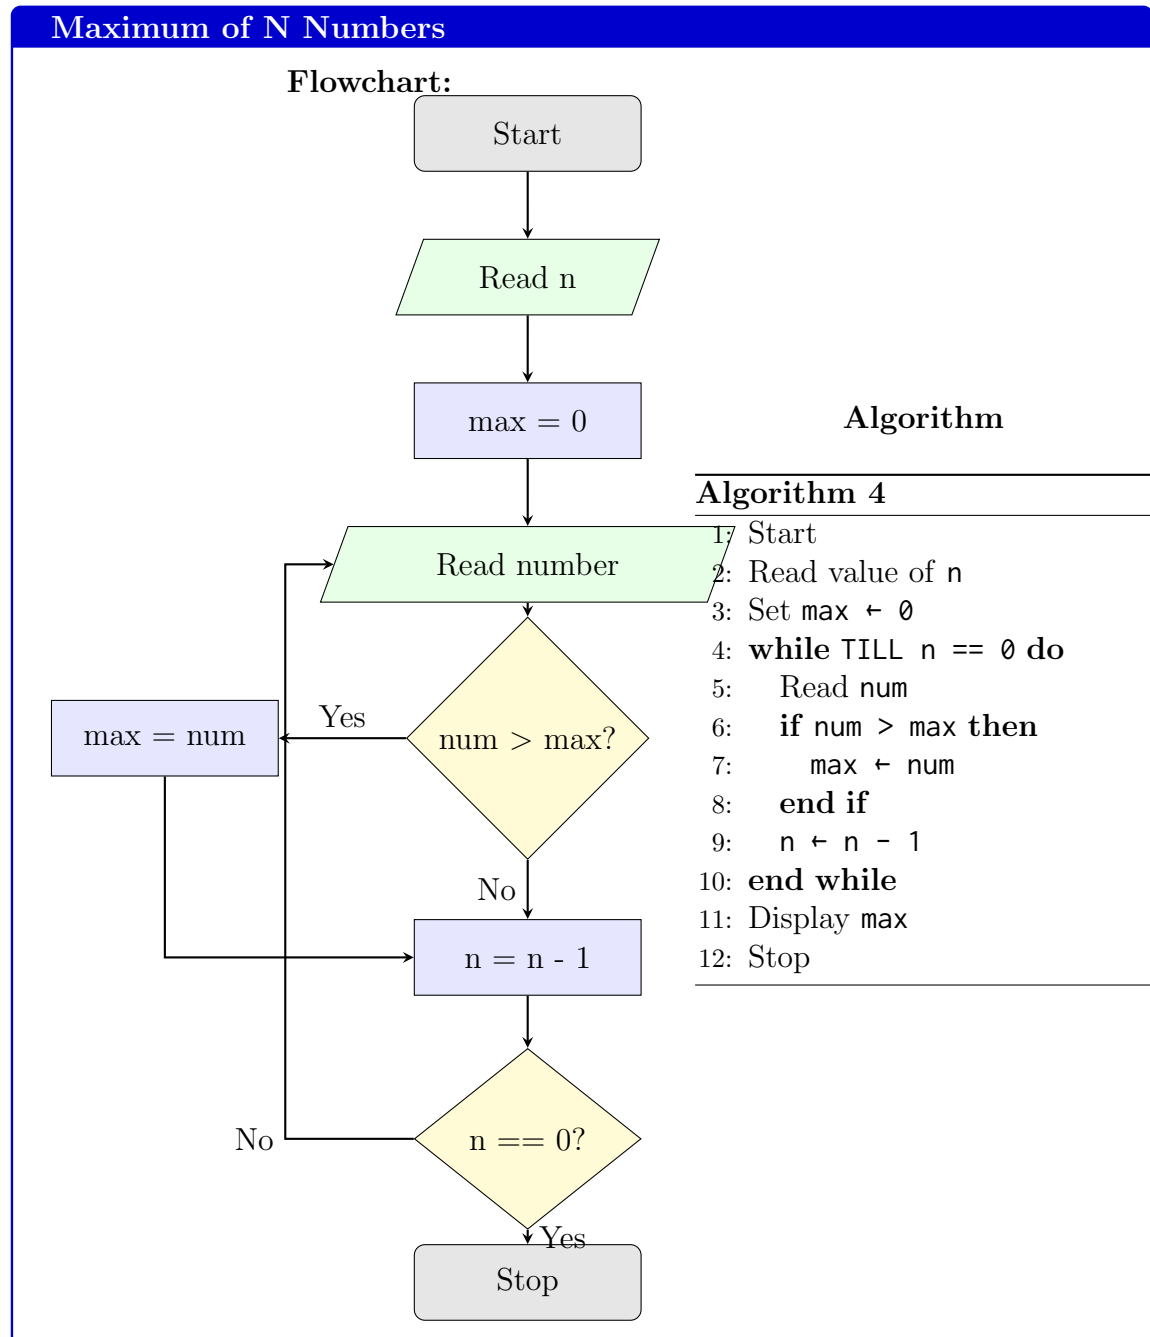 Maximum of N Numbers
Flowchart:
Start
Read n
max = 0
Read number
num > max?
Yes
max = num
No
n = n - 1
n == 0?
No
Yes
Stop
Algorithm
Algorithm 4
1: Start
2: Read value of n
3: Set max ← 0
4: while TILL n == 0 do
5: Read num
6: if num > max then
7: max ← num
8: end if
9: n ← n - 1
10: end while
11: Display max
12: Stop